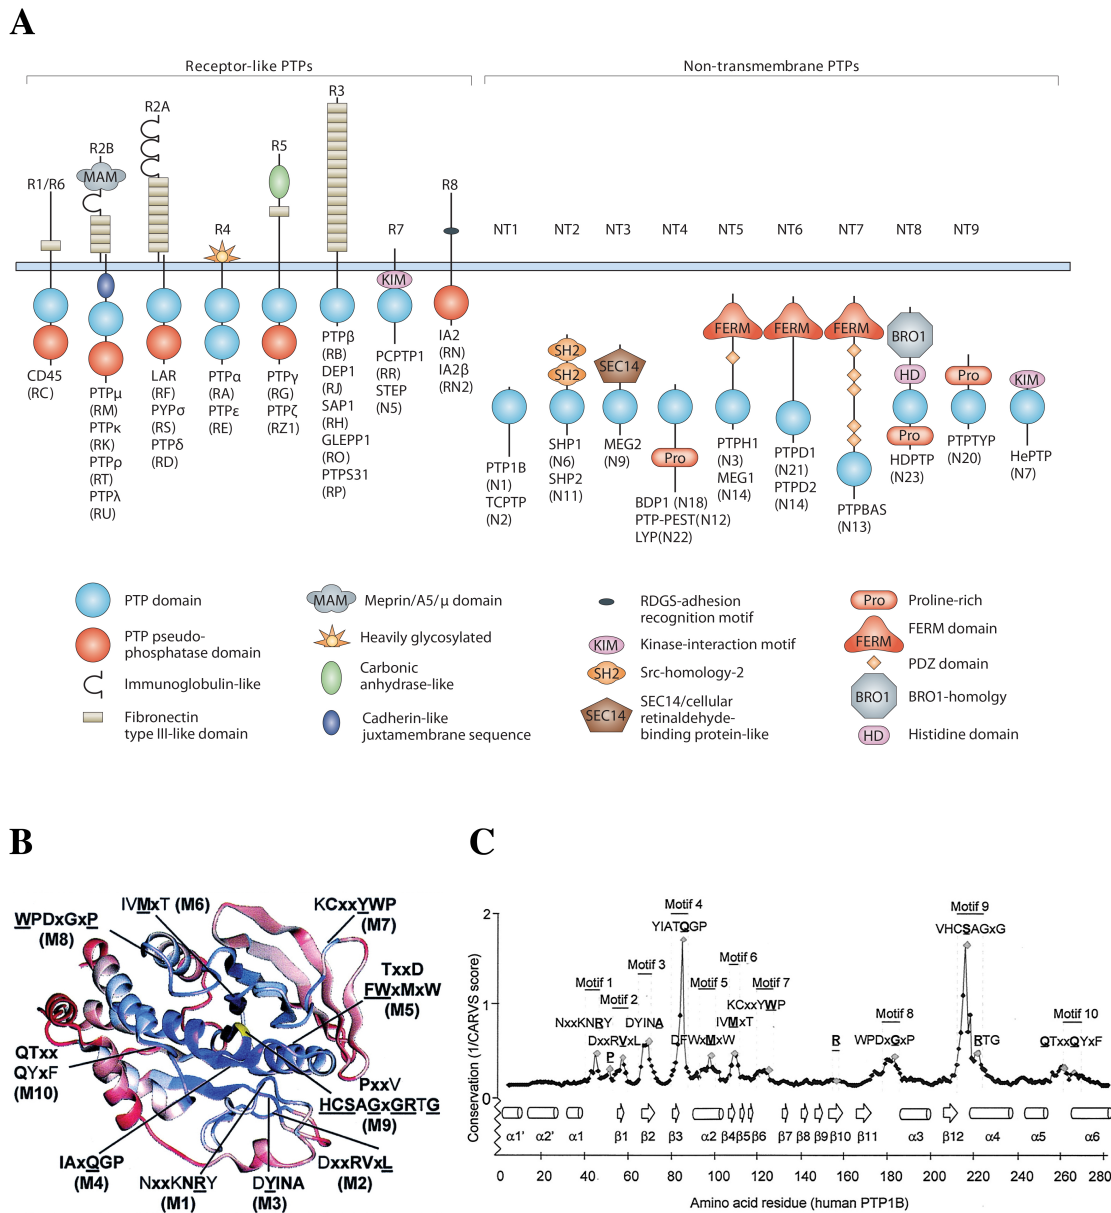 A
Receptor-like PTPs
Non-transmembrane PTPs
R1/R6
R2B
MAM
R2A
R4
R5
R3
R7
KIM
R8
NT1
NT2
NT3
NT4
NT5
NT6
NT7
NT8
NT9
CD45
(RC)
PTPμ
(RM)
PTPκ
(RK)
PTPρ
(RT)
PTPλ
(RU)
LAR
(RF)
PYPσ
(RS)
PTPδ
(RD)
PTPα
(RA)
PTPε
(RE)
PTPγ
(RG)
PTPζ
(RZ1)
PTPβ
(RB)
DEP1
(RJ)
SAP1
(RH)
GLEPP1
(RO)
PTPS31
(RP)
PCPTP1
(RR)
STEP
(N5)
IA2
(RN)
IA2β
(RN2)
PTP1B
(N1)
TCPTP
(N2)
SH2
SH2
SHP1
(N6)
SHP2
(N11)
SEC14
MEG2
(N9)
Pro
BDP1 (N18)
PTP-PEST(N12)
LYP(N22)
FERM
PTPH1
(N3)
MEG1
(N14)
FERM
PTPD1
(N21)
PTPD2
(N14)
FERM
PTPBAS
(N13)
BRO1
HD
Pro
HDPTP
(N23)
Pro
PTPTYP
(N20)
KIM
HePTP
(N7)
PTP domain
PTP pseudo-
phosphatase domain
Immunoglobulin-like
Fibronectin
type III-like domain
MAM Meprin/A5/μ domain
Heavily glycosylated
Carbonic
anhydrase-like
Cadherin-like
juxtamembrane sequence
RDGS-adhesion
recognition motif
KIM Kinase-interaction motif
SH2 Src-homology-2
SEC14 SEC14/cellular
retinaldehyde-
binding protein-like
Pro Proline-rich
FERM FERM domain
PDZ domain
BRO1 BRO1-homolgy
HD Histidine domain
B
IVMxT (M6)
KCxxYWP
(M7)
WPDxGxP
(M8)
TxxD
FWxMxW
(M5)
QTxx
QYxF
(M10)
PxxV
HCSAGxGRTG
(M9)
IAxQGP
(M4)
NxxKNRY
(M1)
DYINA
(M3)
DxxRVxL
(M2)
C
Conservation (1/CARVS score)
2
1
0
Motif 1
NxxKNRY
Motif 2
DxxRVxL
P
Motif 3
DYINA
Motif 4
YIATQGP
Motif 5
DFWxMxW
Motif 6
IVMxT
Motif 7
KCxxYWP
R
Motif 8
WPDxGxP
Motif 9
VHCSAGxG
RTG
Motif 10
QTxxQYxF
α1' α2' α1 β1 β2 β3 α2 β4 β5 β6 β7 β8 β9 β10 β11 α3 β12 α4 α5 α6
0 20 40 60 80 100 120 140 160 180 200 220 240 260 280
Amino acid residue (human PTP1B)